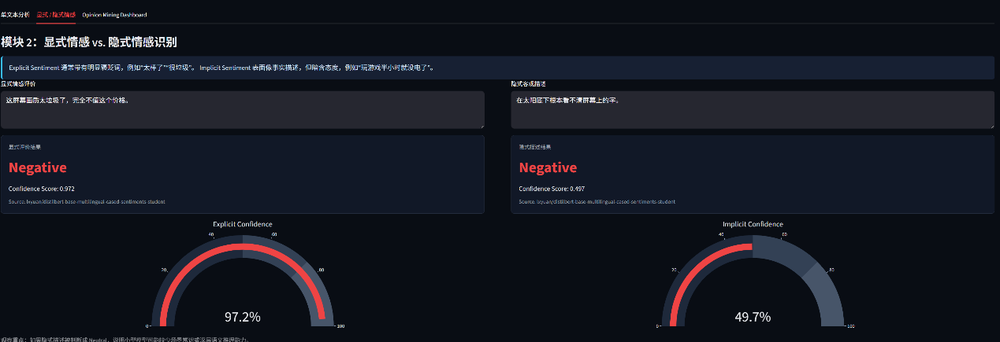 单文本分析 显式 / 隐式情感 Opinion Mining Dashboard
模块 2：显式情感 vs. 隐式情感识别
Explicit Sentiment 通常带有明显褒贬词，例如“太棒了”“很垃圾”。 Implicit Sentiment 表面像事实描述，但暗含态度，例如“玩游戏半小时就没电了”。
显式情感评价
这屏幕画质太垃圾了，完全不值这个价格。
显式评价结果
Negative
Confidence Score: 0.972
Source: lxyuan/distilbert-base-multilingual-cased-sentiments-student
Explicit Confidence
0
20
40
60
80
100
97.2%
隐式客观描述
在太阳底下根本看不清屏幕上的字。
隐式描述结果
Negative
Confidence Score: 0.497
Source: lxyuan/distilbert-base-multilingual-cased-sentiments-student
Implicit Confidence
0
20
40
60
80
100
49.7%
观察重点：如果隐式描述被判断成 Neutral，说明小型模型可能缺少场景常识或深层语义推理能力。